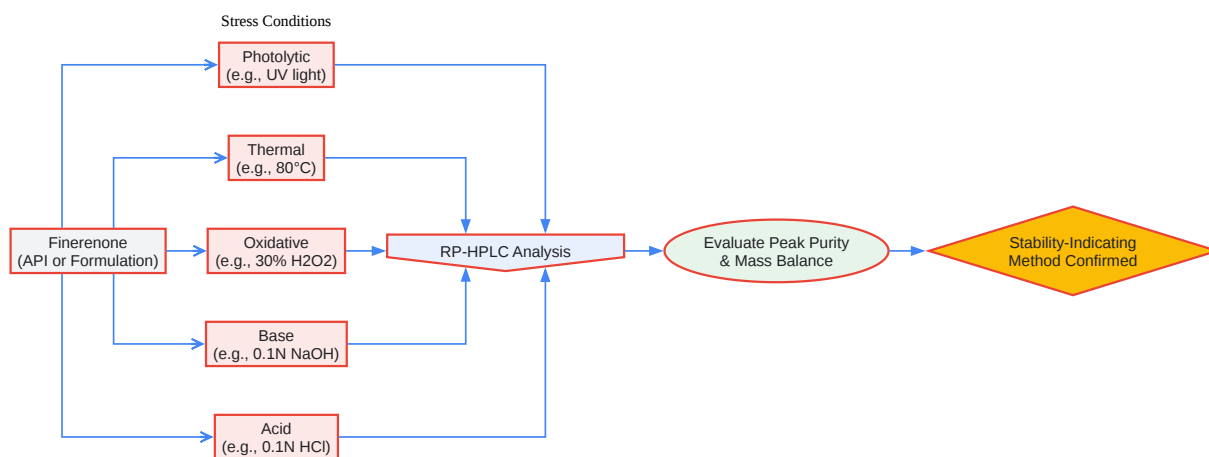 Stress Conditions
Photolytic
(e.g., UV light)
Thermal
(e.g., 80°C)
Finerenone
(API or Formulation)
Oxidative
(e.g., 30% H2O2)
RP-HPLC Analysis
Evaluate Peak Purity
& Mass Balance
Stability-Indicating
Method Confirmed
Base
(e.g., 0.1N NaOH)
Acid
(e.g., 0.1N HCl)